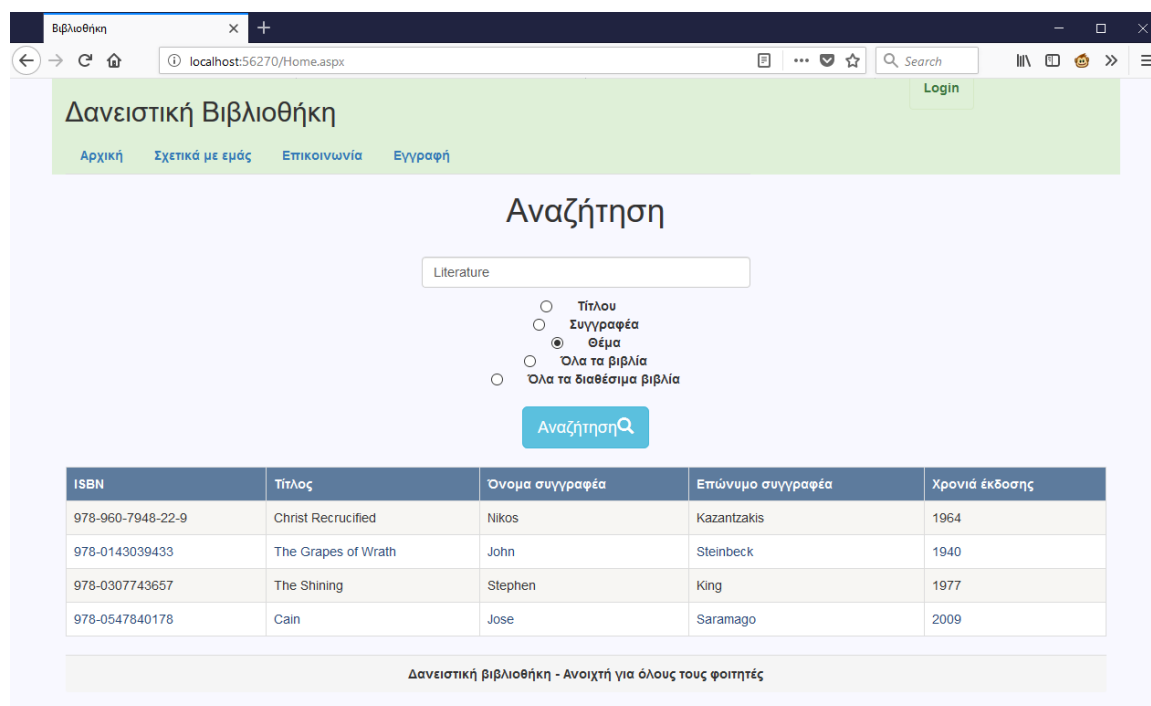 Βιβλιοθήκη
localhost:56270/Home.aspx
Search
Login
Δανειστική Βιβλιοθήκη
Αρχική Σχετικά με εμάς Επικοινωνία Εγγραφή
Αναζήτηση
Literature
Τίτλου
Συγγραφέα
Θέμα
Όλα τα βιβλία
Όλα τα διαθέσιμα βιβλία
Αναζήτηση
ISBN Τίτλος Όνομα συγγραφέα Επώνυμο συγγραφέα Χρονιά έκδοσης
978-960-7948-22-9 Christ Recrucified Nikos Kazantzakis 1964
978-0143039433 The Grapes of Wrath John Steinbeck 1940
978-0307743657 The Shining Stephen King 1977
978-0547840178 Cain Jose Saramago 2009
Δανειστική βιβλιοθήκη - Ανοιχτή για όλους τους φοιτητές